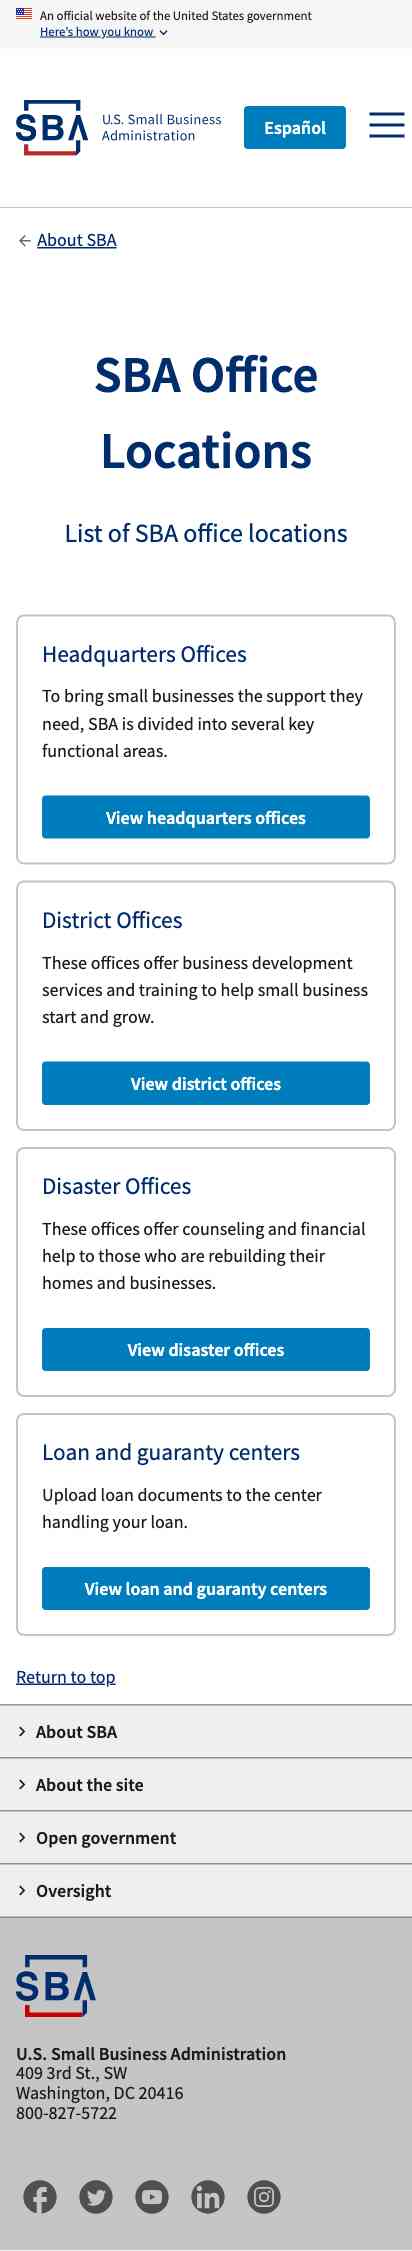 An official website of the United States government
Here's how you know
SBA
U.S. Small Business
Administration
Español
About SBA
SBA Office
Locations
List of SBA office locations
Headquarters Offices
To bring small businesses the support they
need, SBA is divided into several key
functional areas.
View headquarters offices
District Offices
These offices offer business development
services and training to help small business
start and grow.
View district offices
Disaster Offices
These offices offer counseling and financial
help to those who are rebuilding their
homes and businesses.
View disaster offices
Loan and guaranty centers
Upload loan documents to the center
handling your loan.
View loan and guaranty centers
Return to top
About SBA
About the site
Open government
Oversight
SBA
U.S. Small Business Administration
409 3rd St., SW
Washington, DC 20416
800-827-5722